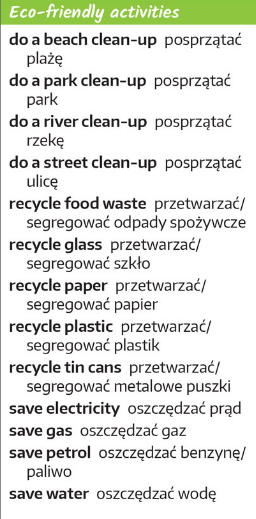 Eco-friendly activities
do a beach clean-up posprzątać
plażę
do a park clean-up posprzątać
park
do a river clean-up posprzątać
rzekę
do a street clean-up posprzątać
ulicę
recycle food waste przetwarzać/
segregować odpady spożywcze
recycle glass przetwarzać/
segregować szkło
recycle paper przetwarzać/
segregować papier
recycle plastic przetwarzać/
segregować plastik
recycle tin cans przetwarzać/
segregować metalowe puszki
save electricity oszczędzać prąd
save gas oszczędzać gaz
save petrol oszczędzać benzynę/
paliwo
save water oszczędzać wodę